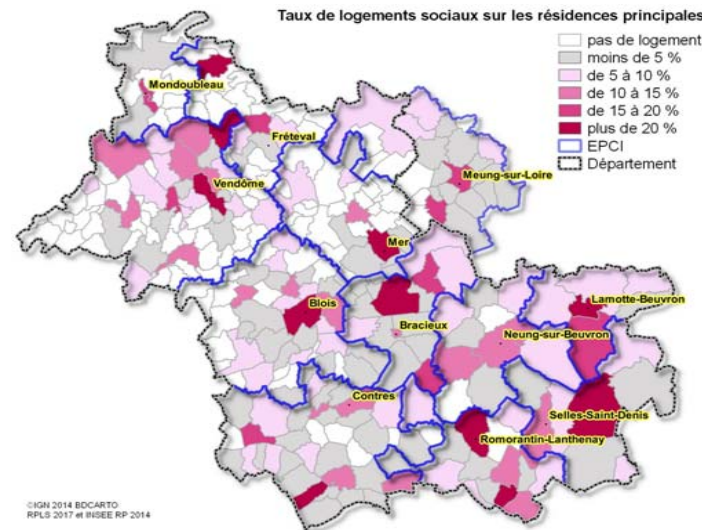 Taux de logements sociaux sur les résidences principales
pas de logement
moins de 5 %
de 5 à 10 %
de 10 à 15 %
de 15 à 20 %
plus de 20 %
EPCI
Département
Mondoubleau
Fréteval
Meung-sur-Loire
Vendôme
Mer
Blois
Lamotte-Beuvron
Bracieux
Neung-sur-Beuvron
Contres
Selles-Saint-Denis
Romorantin-Lanthenay
©IGN 2014 BDCARTO
RPLS 2017 et INSEE RP 2014